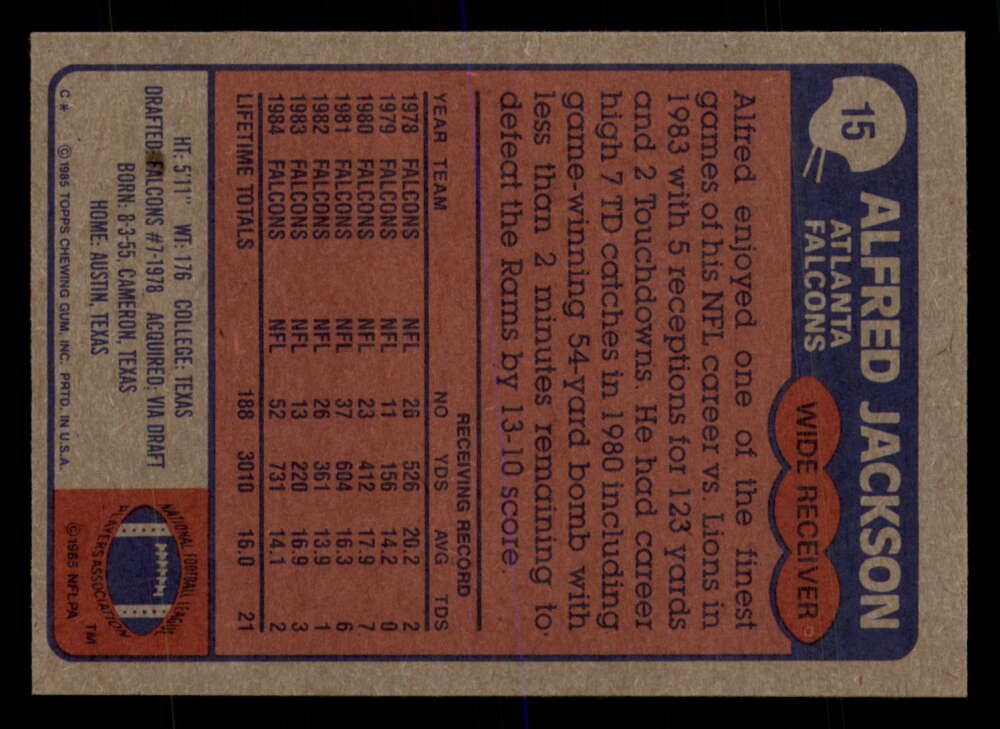 15
ALFRED JACKSON
ATLANTA
FALCONS
WIDE RECEIVER
Alfred enjoyed one of the finest
games of his NFL career vs. Lions in
1983 with 5 receptions for 123 yards
and 2 Touchdowns. He had career
high 7 TD catches in 1980 including
game-winning 54-yard bomb with
less than 2 minutes remaining to
defeat the Rams by 13-10 score.
RECEIVING RECORD
YEAR TEAM NO YDS AVG TDS
1978 FALCONS NFL 26 526 20.2 2
1979 FALCONS NFL 11 156 14.2 0
1980 FALCONS NFL 23 412 17.9 7
1981 FALCONS NFL 37 604 16.3 6
1982 FALCONS NFL 26 361 13.9 1
1983 FALCONS NFL 13 220 16.9 3
1984 FALCONS NFL 52 731 14.1 2
LIFETIME TOTALS 188 3010 16.0 21
HT: 5'11" WT: 176 COLLEGE: TEXAS
DRAFTED: FALCONS #7-1978 ACQUIRED: VIA DRAFT
BORN: 8-3-55, CAMERON, TEXAS
HOME: AUSTIN, TEXAS
C* © 1985 TOPPS CHEWING GUM, INC. PRTD. IN U.S.A.
NATIONAL FOOTBALL LEAGUE
PLAYERS ASSOCIATION
TM
© 1985 NFLPA